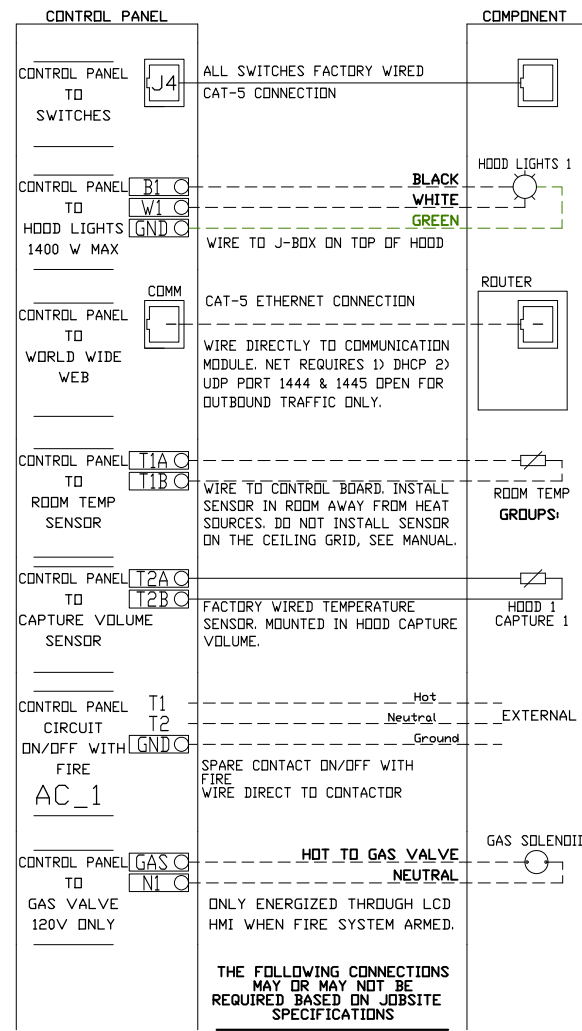 CONTROL PANEL
COMPONENT
CONTROL PANEL
TO
SWITCHES
J4
ALL SWITCHES FACTORY WIRED
CAT-5 CONNECTION
CONTROL PANEL
TO
HOOD LIGHTS
1400 W MAX
B1
W1
GND
BLACK
WHITE
GREEN
WIRE TO J-BOX ON TOP OF HOOD
HOOD LIGHTS 1
CONTROL PANEL
TO
WORLD WIDE
WEB
COMM
CAT-5 ETHERNET CONNECTION
WIRE DIRECTLY TO COMMUNICATION
MODULE. NET REQUIRES 1) DHCP 2)
UDP PORT 1444 & 1445 OPEN FOR
OUTBOUND TRAFFIC ONLY.
ROUTER
CONTROL PANEL
TO
ROOM TEMP
SENSOR
T1A
T1B
WIRE TO CONTROL BOARD. INSTALL
SENSOR IN ROOM AWAY FROM HEAT
SOURCES. DO NOT INSTALL SENSOR
ON THE CEILING GRID, SEE MANUAL.
ROOM TEMP
GROUPS:
CONTROL PANEL
TO
CAPTURE VOLUME
SENSOR
T2A
T2B
FACTORY WIRED TEMPERATURE
SENSOR. MOUNTED IN HOOD CAPTURE
VOLUME.
HOOD 1
CAPTURE 1
CONTROL PANEL
CIRCUIT
ON/OFF WITH
FIRE
AC_1
T1
T2
GND
Hot
Neutral
Ground
SPARE CONTACT ON/OFF WITH
FIRE
WIRE DIRECT TO CONTACTOR
EXTERNAL
CONTROL PANEL
TO
GAS VALVE
120V ONLY
GAS
N1
HOT TO GAS VALVE
NEUTRAL
ONLY ENERGIZED THROUGH LCD
HMI WHEN FIRE SYSTEM ARMED.
GAS SOLENOID
THE FOLLOWING CONNECTIONS
MAY OR MAY NOT BE
REQUIRED BASED ON JOBSITE
SPECIFICATIONS